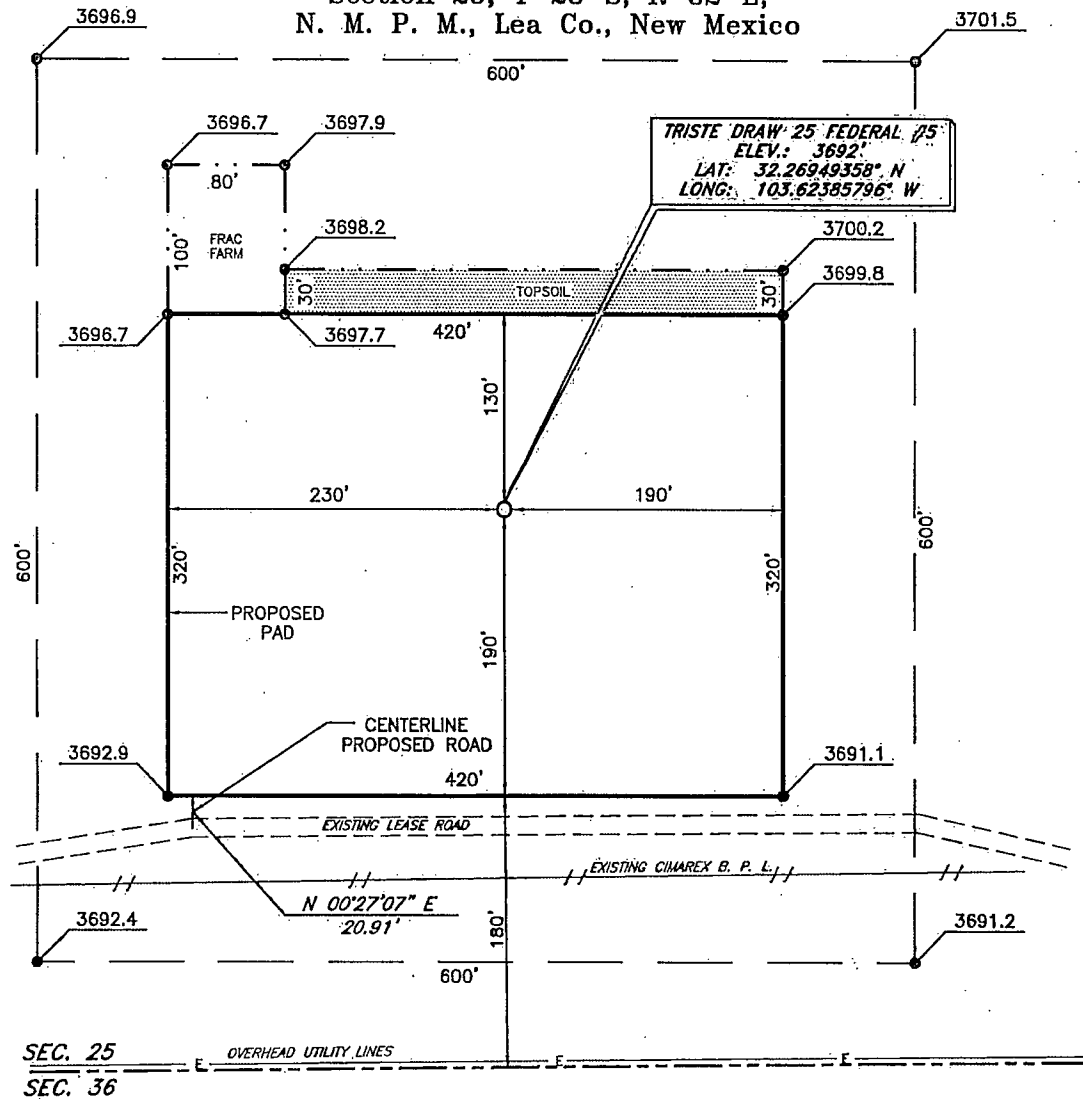 N. M. P. M., Lea Co., New Mexico
3696.9
3701.5
600'
3696.7
3697.9
80'
TRISTE DRAW 25 FEDERAL
ELEV.: 3692'
LAT: 32.26949358° N
LONG: 103.62385796° W
100'
FRAC
FARM
3698.2
3700.2
30'
TOPSOIL
30'
3699.8
3696.7
3697.7
420'
130'
230'
190'
600'
320'
320'
600'
PROPOSED
PAD
190'
CENTERLINE
PROPOSED ROAD
3692.9
420'
3691.1
EXISTING LEASE ROAD
EXISTING CIMAREX B. P. L.
N 00°27'07" E
20.91'
3692.4
180'
3691.2
600'
SEC. 25
E OVERHEAD UTILITY LINES E E
SEC. 36